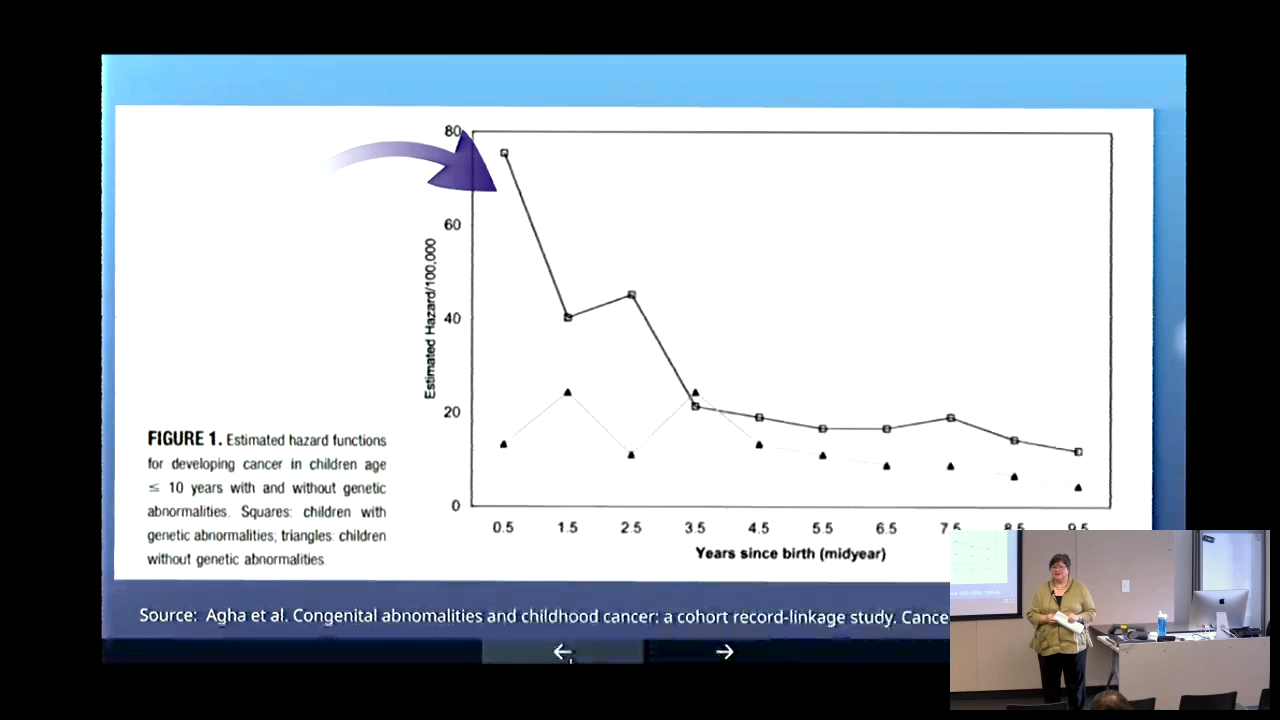 80
60
40
20
0
Estimated Hazard/100,000
0.5 1.5 2.5 3.5 4.5 5.5 6.5 7.5 8.5 9.5
Years since birth (midyear)
FIGURE 1. Estimated hazard functions
for developing cancer in children age
≤ 10 years with and without genetic
abnormalities. Squares: children with
genetic abnormalities; triangles: children
without genetic abnormalities
Source: Agha et al. Congenital abnomalities and childhood cancer: a cohort record-linkage study. Cance